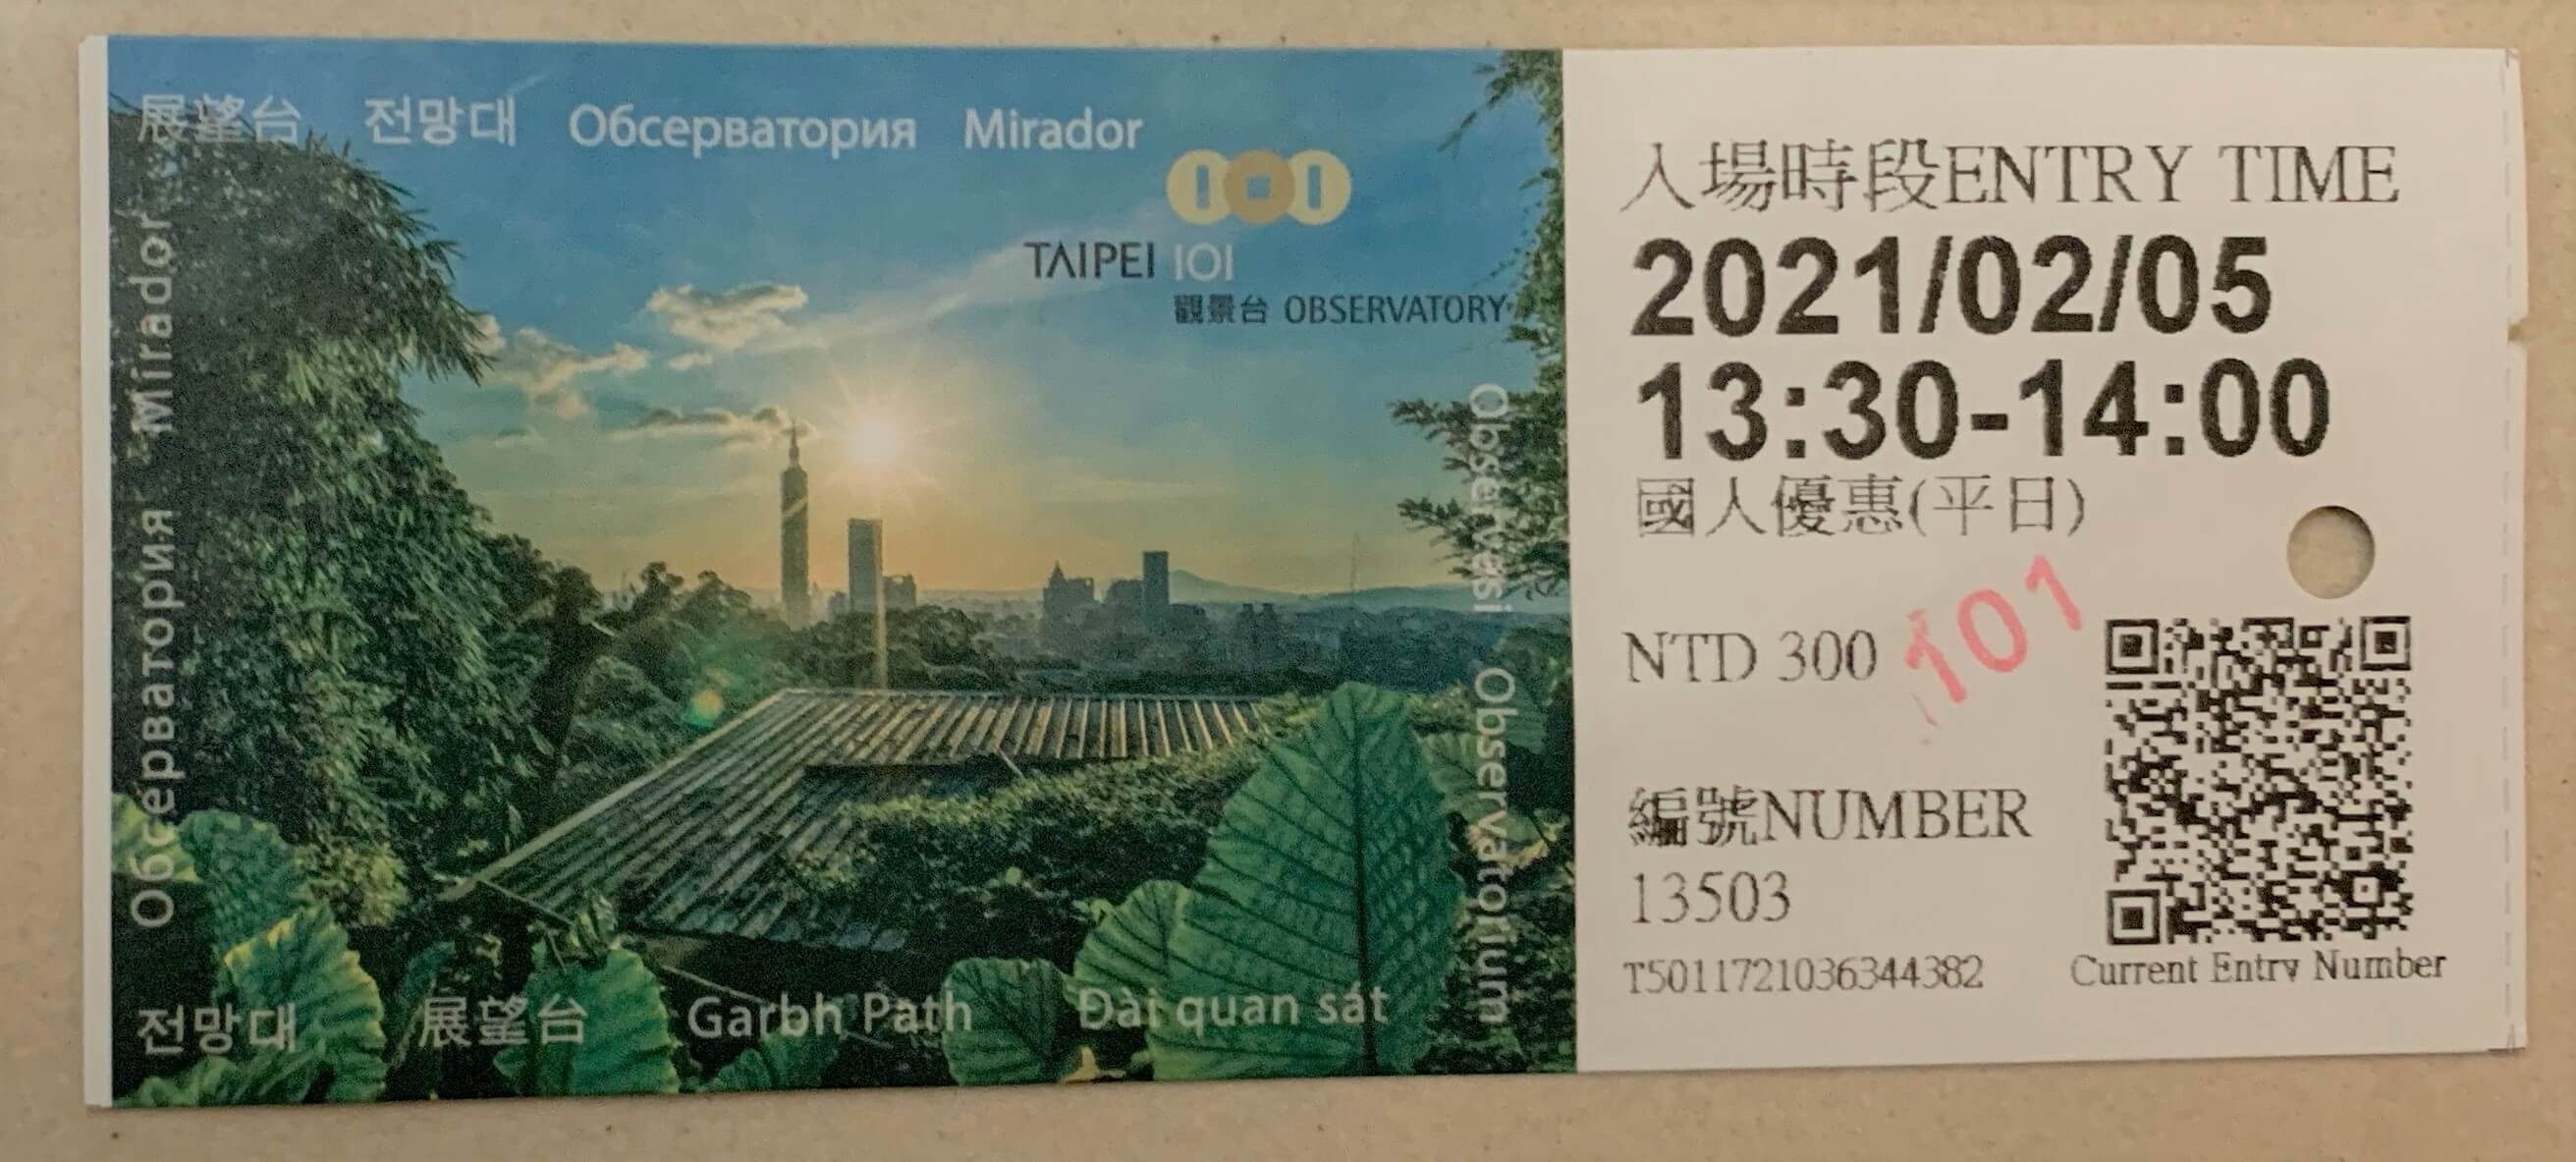 展望台 전망대 Обсерватория Mirador
TAIPEI 101
觀景台 OBSERVATORY
Обсерватория Mirador
Observasi Observatorium
전망대 展望台 Garbh Path Đài quan sát
入場時段ENTRY TIME
2021/02/05
13:30-14:00
國人優惠(平日)
NTD 300
101
編號NUMBER
13503
T5011721036344382
Current Entry Number